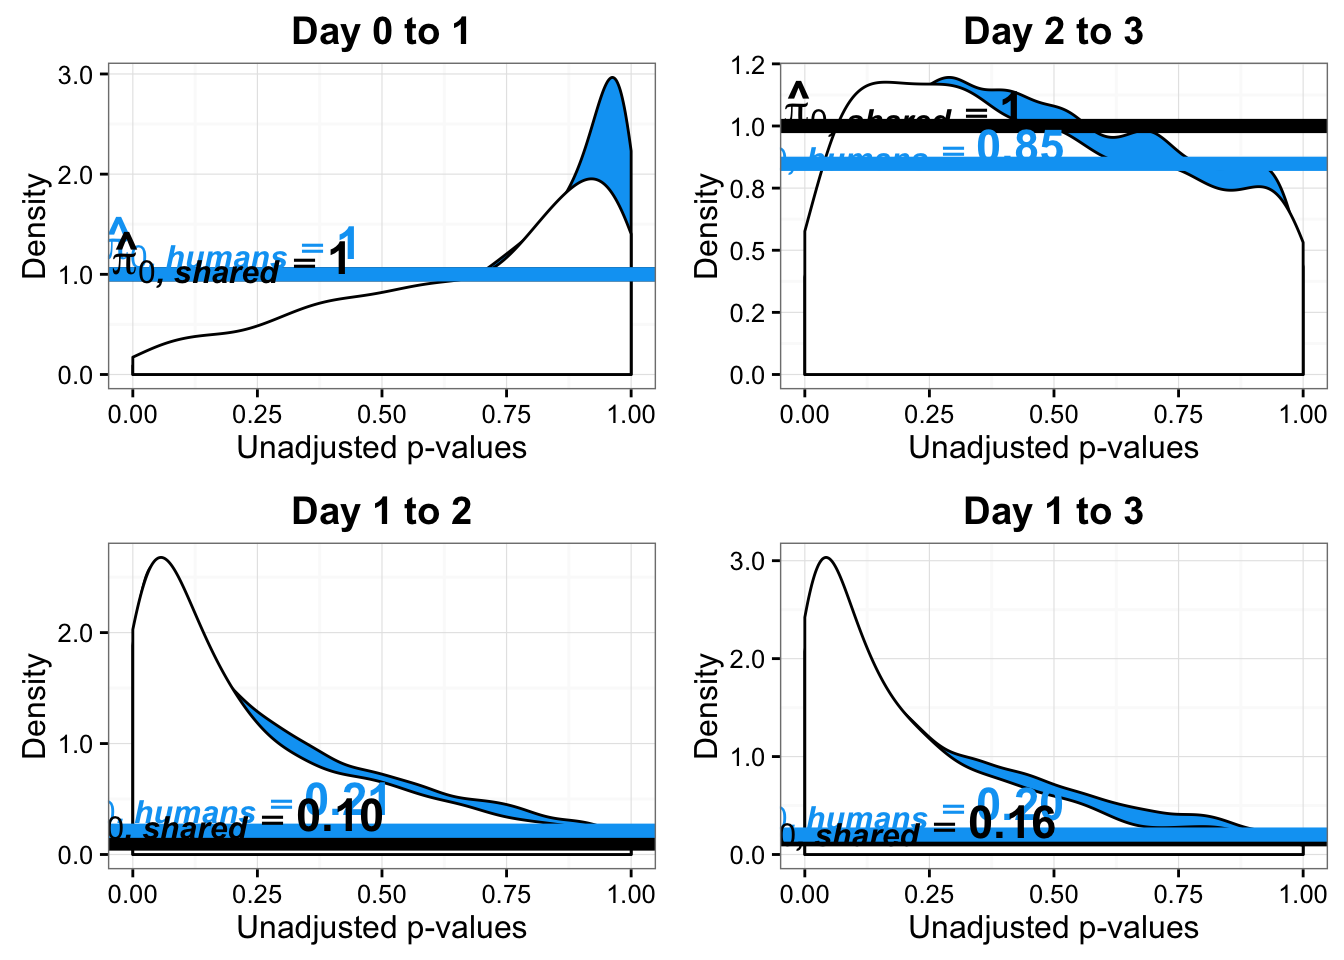 Day 0 to 1
3.0
2.0
1.0
0.0
Density
π̂0, humans = 1
π̂0, shared = 1
0.00 0.25 0.50 0.75 1.00
Unadjusted p-values
Day 2 to 3
1.2
1.0
0.8
0.5
0.2
0.0
Density
π̂0, shared = 1
0, humans = 0.85
0.00 0.25 0.50 0.75 1.00
Unadjusted p-values
Day 1 to 2
2.0
1.0
0.0
Density
0, humans = 0.21
0, shared = 0.10
0.00 0.25 0.50 0.75 1.00
Unadjusted p-values
Day 1 to 3
3.0
2.0
1.0
0.0
Density
0, humans = 0.20
0, shared = 0.16
0.00 0.25 0.50 0.75 1.00
Unadjusted p-values